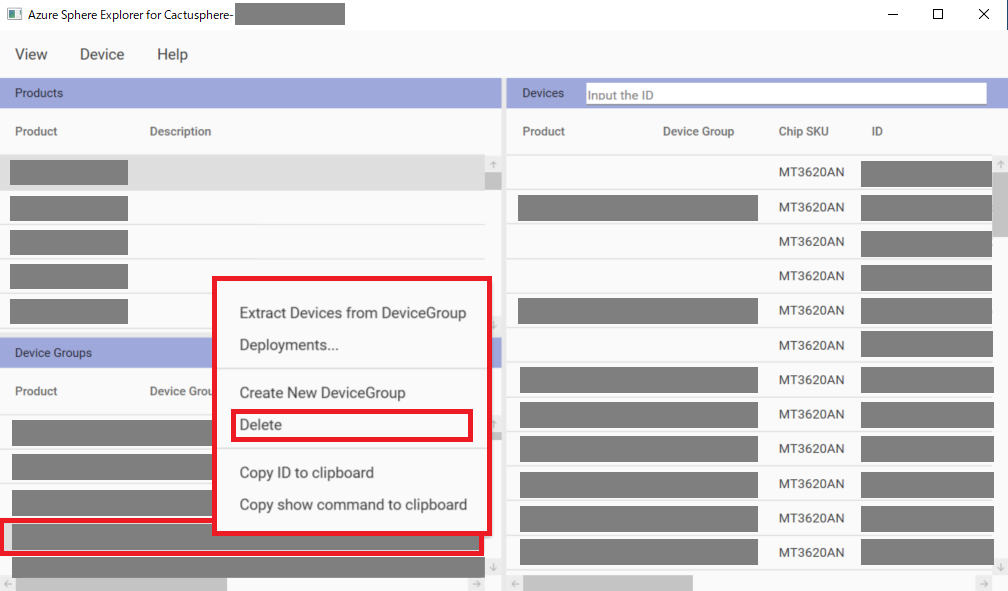 Azure Sphere Explorer for Cactusphere-
View Device Help
Products
Product Description
Device Groups
Product Device Grou
Extract Devices from DeviceGroup
Deployments...
Create New DeviceGroup
Delete
Copy ID to clipboard
Copy show command to clipboard
Devices Input the ID
Product Device Group Chip SKU ID
MT3620AN
MT3620AN
MT3620AN
MT3620AN
MT3620AN
MT3620AN
MT3620AN
MT3620AN
MT3620AN
MT3620AN
MT3620AN
MT3620AN